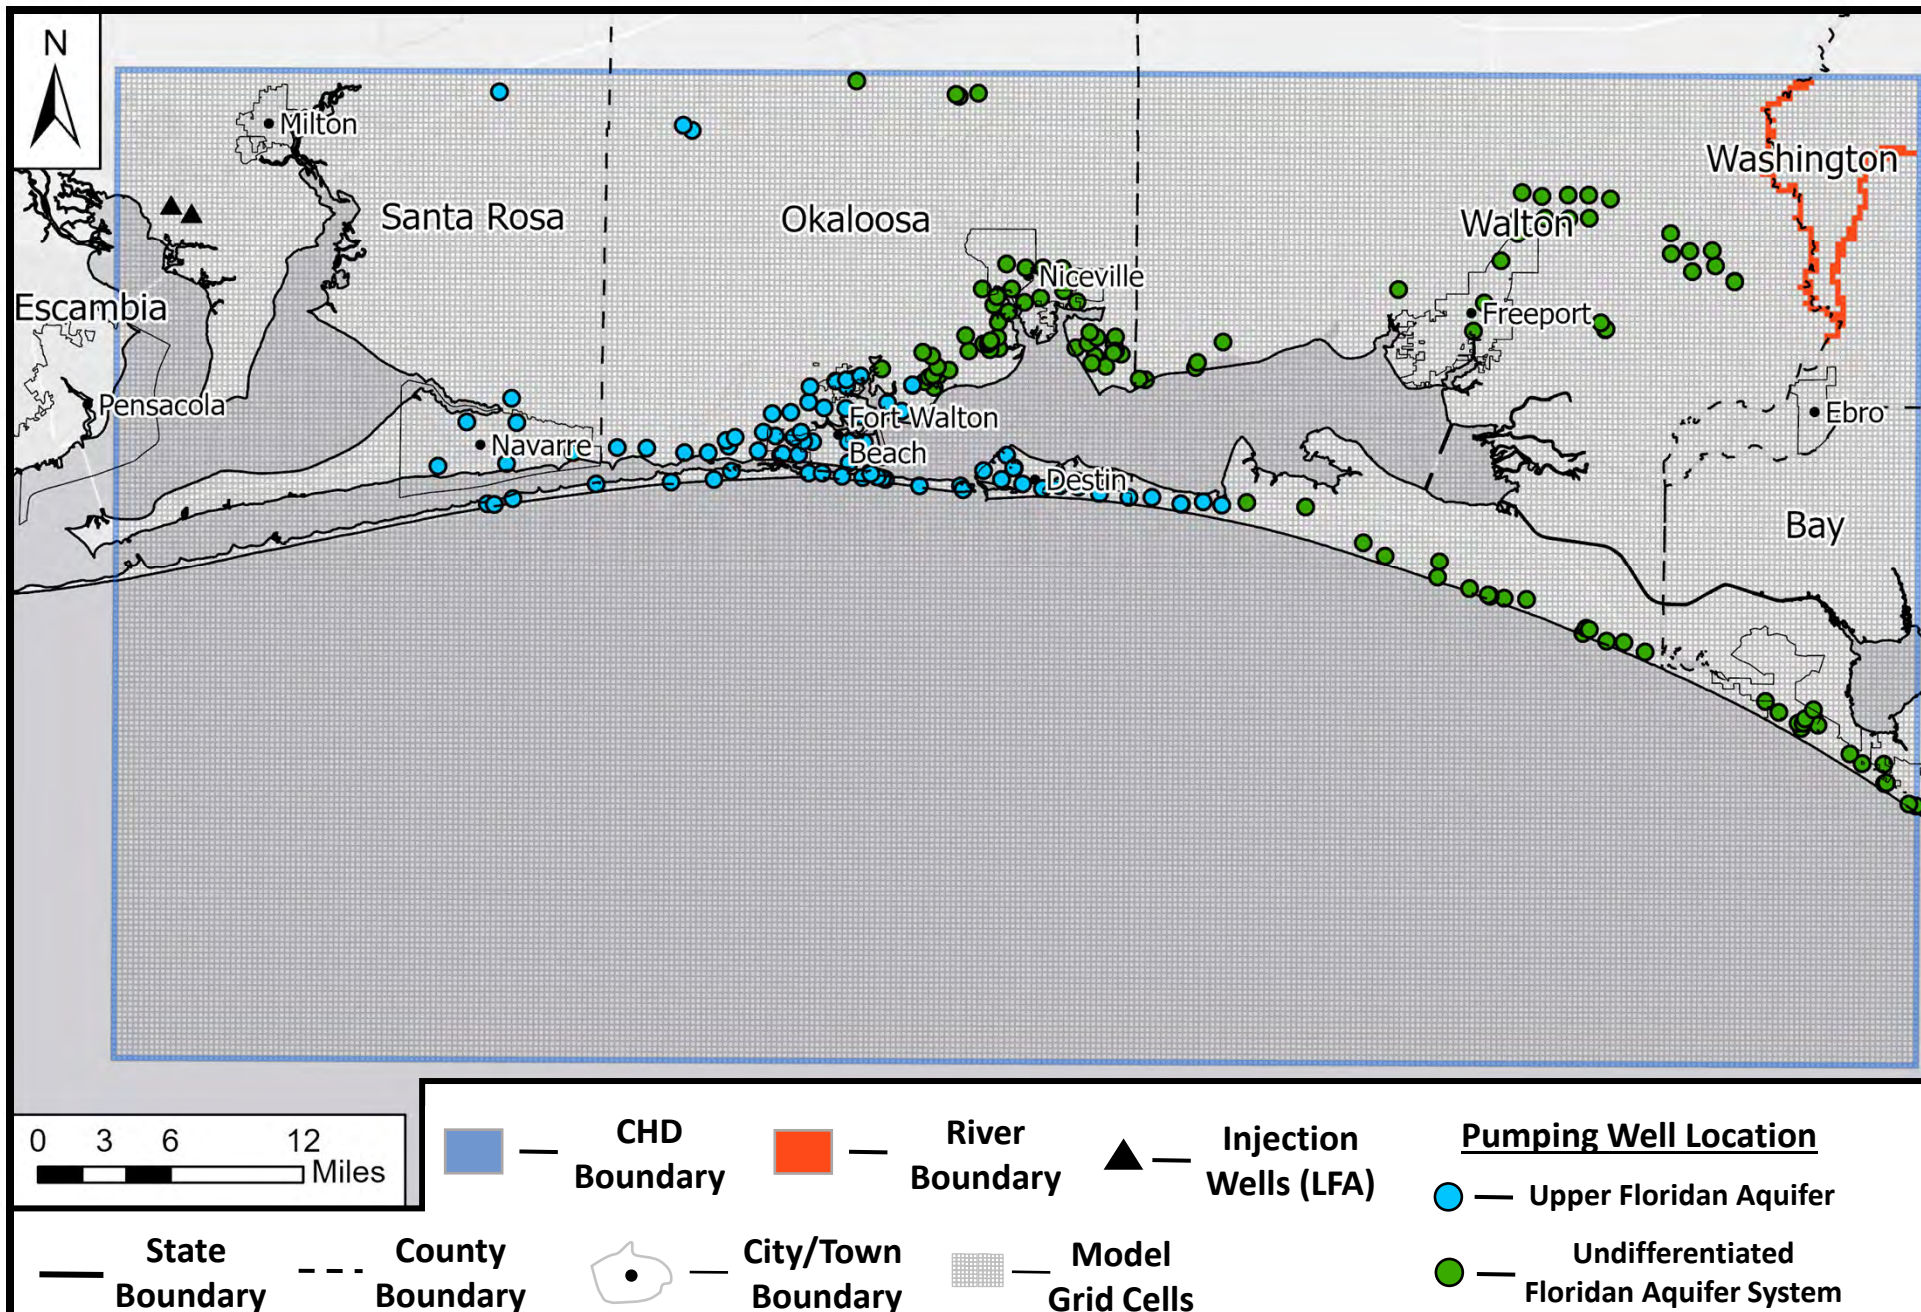 N
Milton
Washington
Santa Rosa
Okaloosa
Walton
Niceville
Escambia
Freeport
Pensacola
Ebro
Fort Walton
Beach
Navarre
Destin
Bay
0 3 6 12
Miles
CHD
Boundary
River
Boundary
Injection
Wells (LFA)
Pumping Well Location
Upper Floridan Aquifer
State
Boundary
County
Boundary
City/Town
Boundary
Model
Grid Cells
Undifferentiated
Floridan Aquifer System